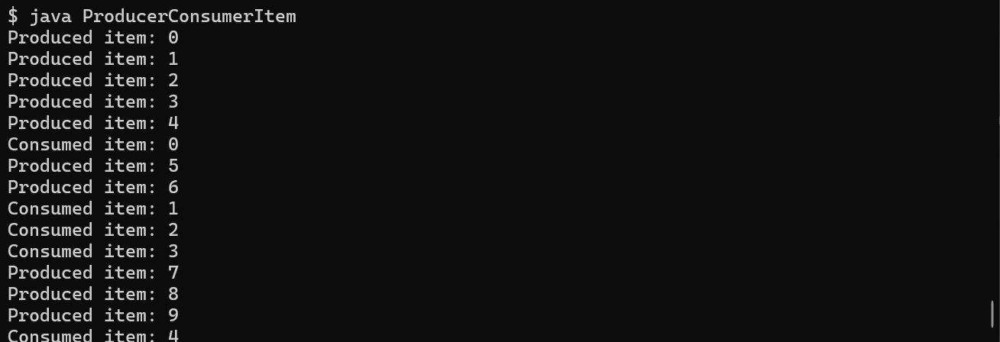 $ java ProducerConsumerItem
Produced item: 0
Produced item: 1
Produced item: 2
Produced item: 3
Produced item: 4
Consumed item: 0
Produced item: 5
Produced item: 6
Consumed item: 1
Consumed item: 2
Consumed item: 3
Produced item: 7
Produced item: 8
Produced item: 9
Consumed item: 4